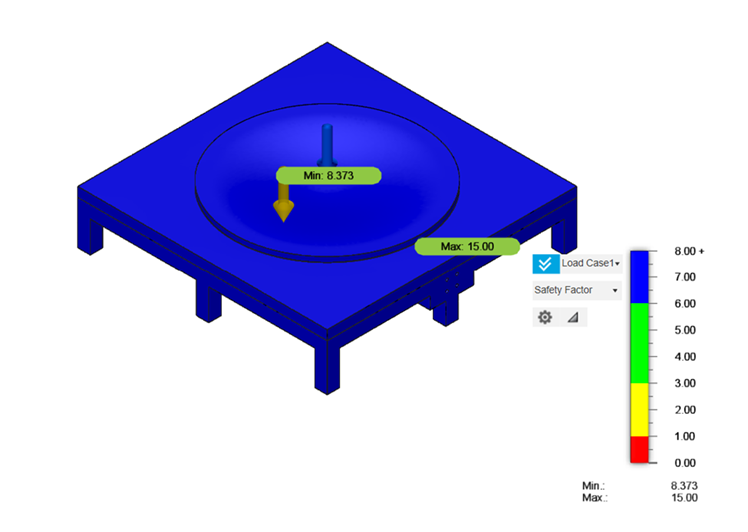 Min: 8.373
Max: 15.00
Load Case1
Safety Factor
8.00 +
7.00
6.00
5.00
4.00
3.00
2.00
1.00
0.00
Min.: 8.373
Max.: 15.00